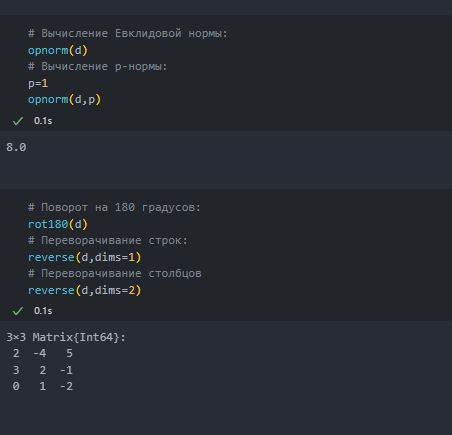 # Вычисление Евклидовой нормы:
opnorm(d)
# Вычисление p-нормы:
p=1
opnorm(d,p)
✓ 0.1s
8.0
# Поворот на 180 градусов:
rot180(d)
# Переворачивание строк:
reverse(d,dims=1)
# Переворачивание столбцов
reverse(d,dims=2)
✓ 0.1s
3×3 Matrix{Int64}:
2 -4 5
3 2 -1
0 1 -2